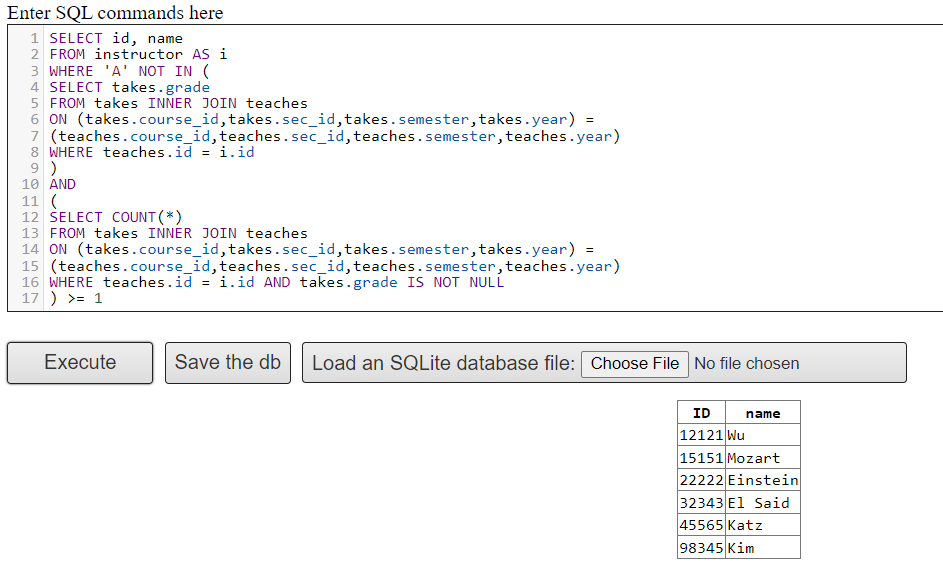 Enter SQL commands here
1 SELECT id, name
2 FROM instructor AS i
3 WHERE 'A' NOT IN (
4 SELECT takes.grade
5 FROM takes INNER JOIN teaches
6 ON (takes.course_id,takes.sec_id,takes.semester,takes.year) =
7 (teaches.course_id,teaches.sec_id,teaches.semester,teaches.year)
8 WHERE teaches.id = i.id
9 )
10 AND
11 (
12 SELECT COUNT(*)
13 FROM takes INNER JOIN teaches
14 ON (takes.course_id,takes.sec_id,takes.semester,takes.year) =
15 (teaches.course_id,teaches.sec_id,teaches.semester,teaches.year)
16 WHERE teaches.id = i.id AND takes.grade IS NOT NULL
17 ) >= 1
Execute Save the db Load an SQLite database file: Choose File No file chosen
ID name
12121 Wu
15151 Mozart
22222 Einstein
32343 El Said
45565 Katz
98345 Kim